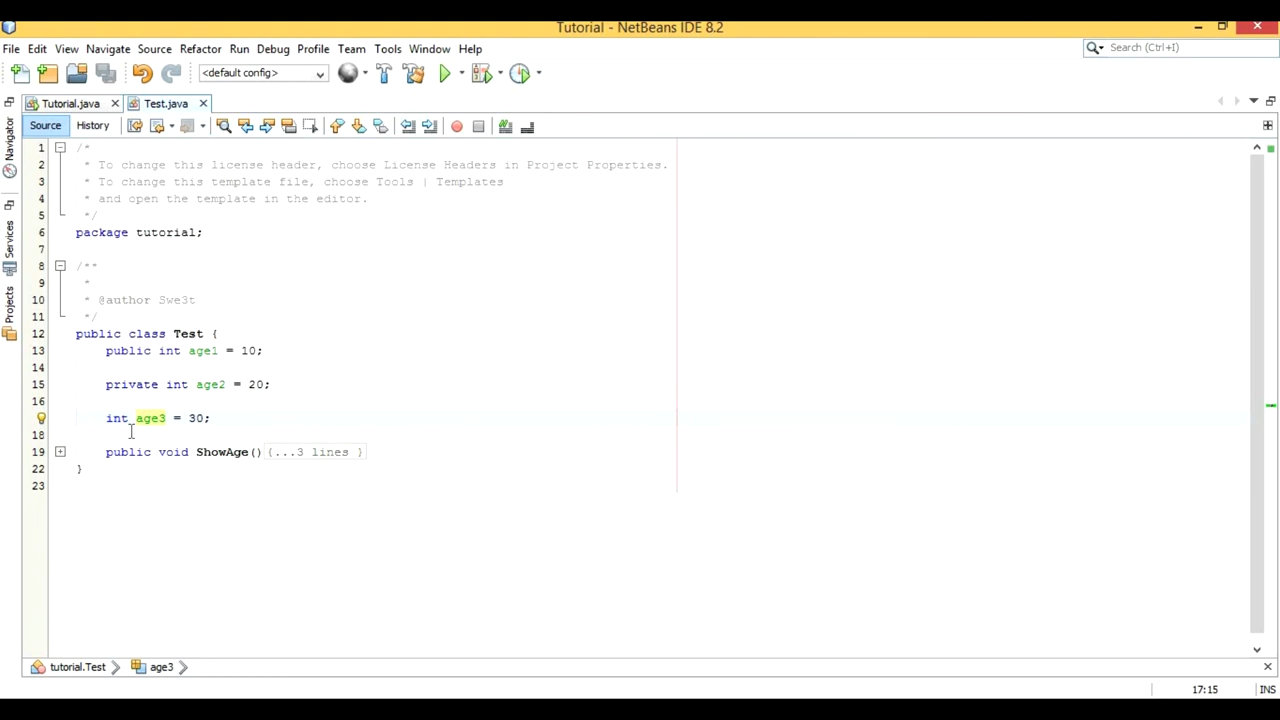 Tutorial - NetBeans IDE 8.2
File Edit View Navigate Source Refactor Run Debug Profile Team Tools Window Help
Search (Ctrl+I)
<default config>
Tutorial.java Test.java
Source History
Navigator
Services
Projects
1 /*
2 * To change this license header, choose License Headers in Project Properties.
3 * To change this template file, choose Tools | Templates
4 * and open the template in the editor.
5 */
6 package tutorial;
7
8 /**
9 *
10 * @author Swe3t
11 */
12 public class Test {
13 public int age1 = 10;
14
15 private int age2 = 20;
16
int age3 = 30;
18
19 public void ShowAge(){...3 lines }
22 }
23
tutorial.Test age3
17:15 INS